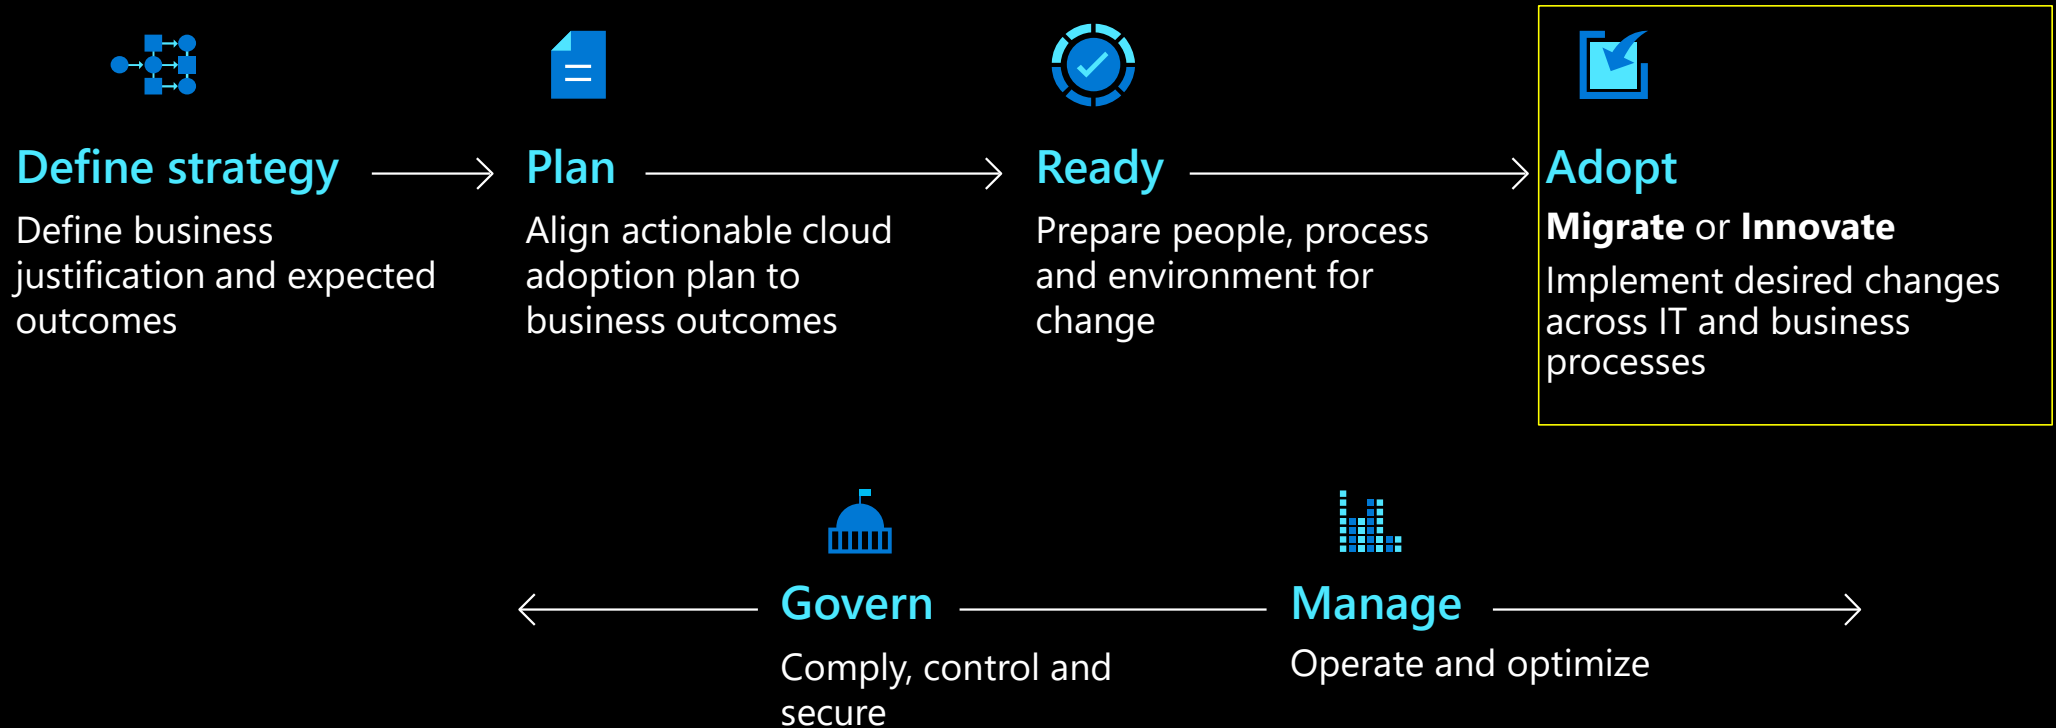 Define strategy
Define business
justification and expected
outcomes
Plan
Align actionable cloud
adoption plan to
business outcomes
Ready
Prepare people, process
and environment for
change
Adopt
Migrate or Innovate
Implement desired changes
across IT and business
processes
Govern
Comply, control and
secure
Manage
Operate and optimize